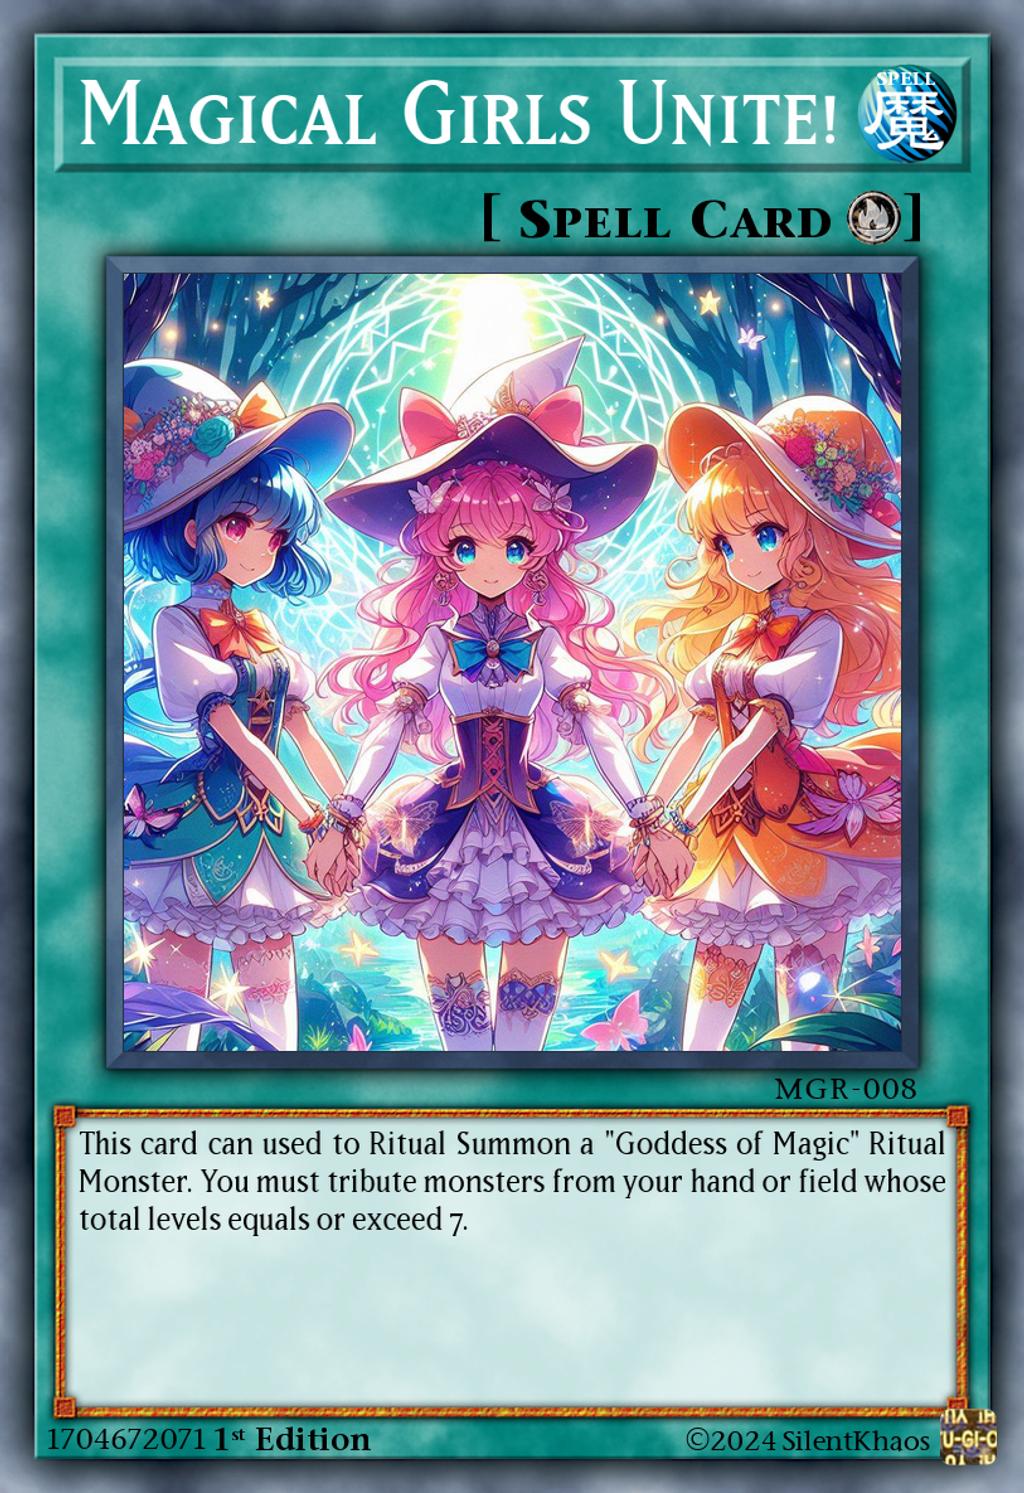 MAGICAL GIRLS UNITE!
SPELL
魔
[ SPELL CARD ]
MGR-008
This card can used to Ritual Summon a "Goddess of Magic" Ritual
Monster. You must tribute monsters from your hand or field whose
total levels equals or exceed 7.
1704672071 1st Edition
©2024 SilentKhaos
U-GI-O